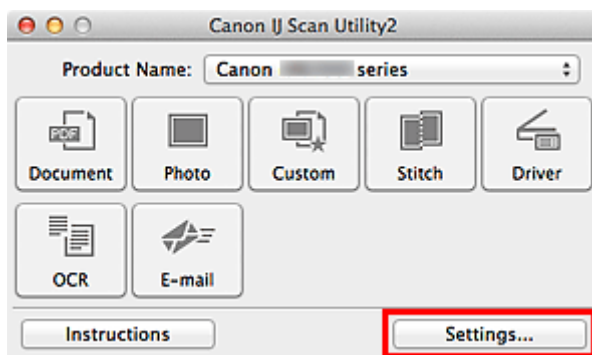 Canon IJ Scan Utility2
Product Name: Canon series
PDF
Document Photo Custom Stitch Driver
OCR E-mail
Instructions Settings...